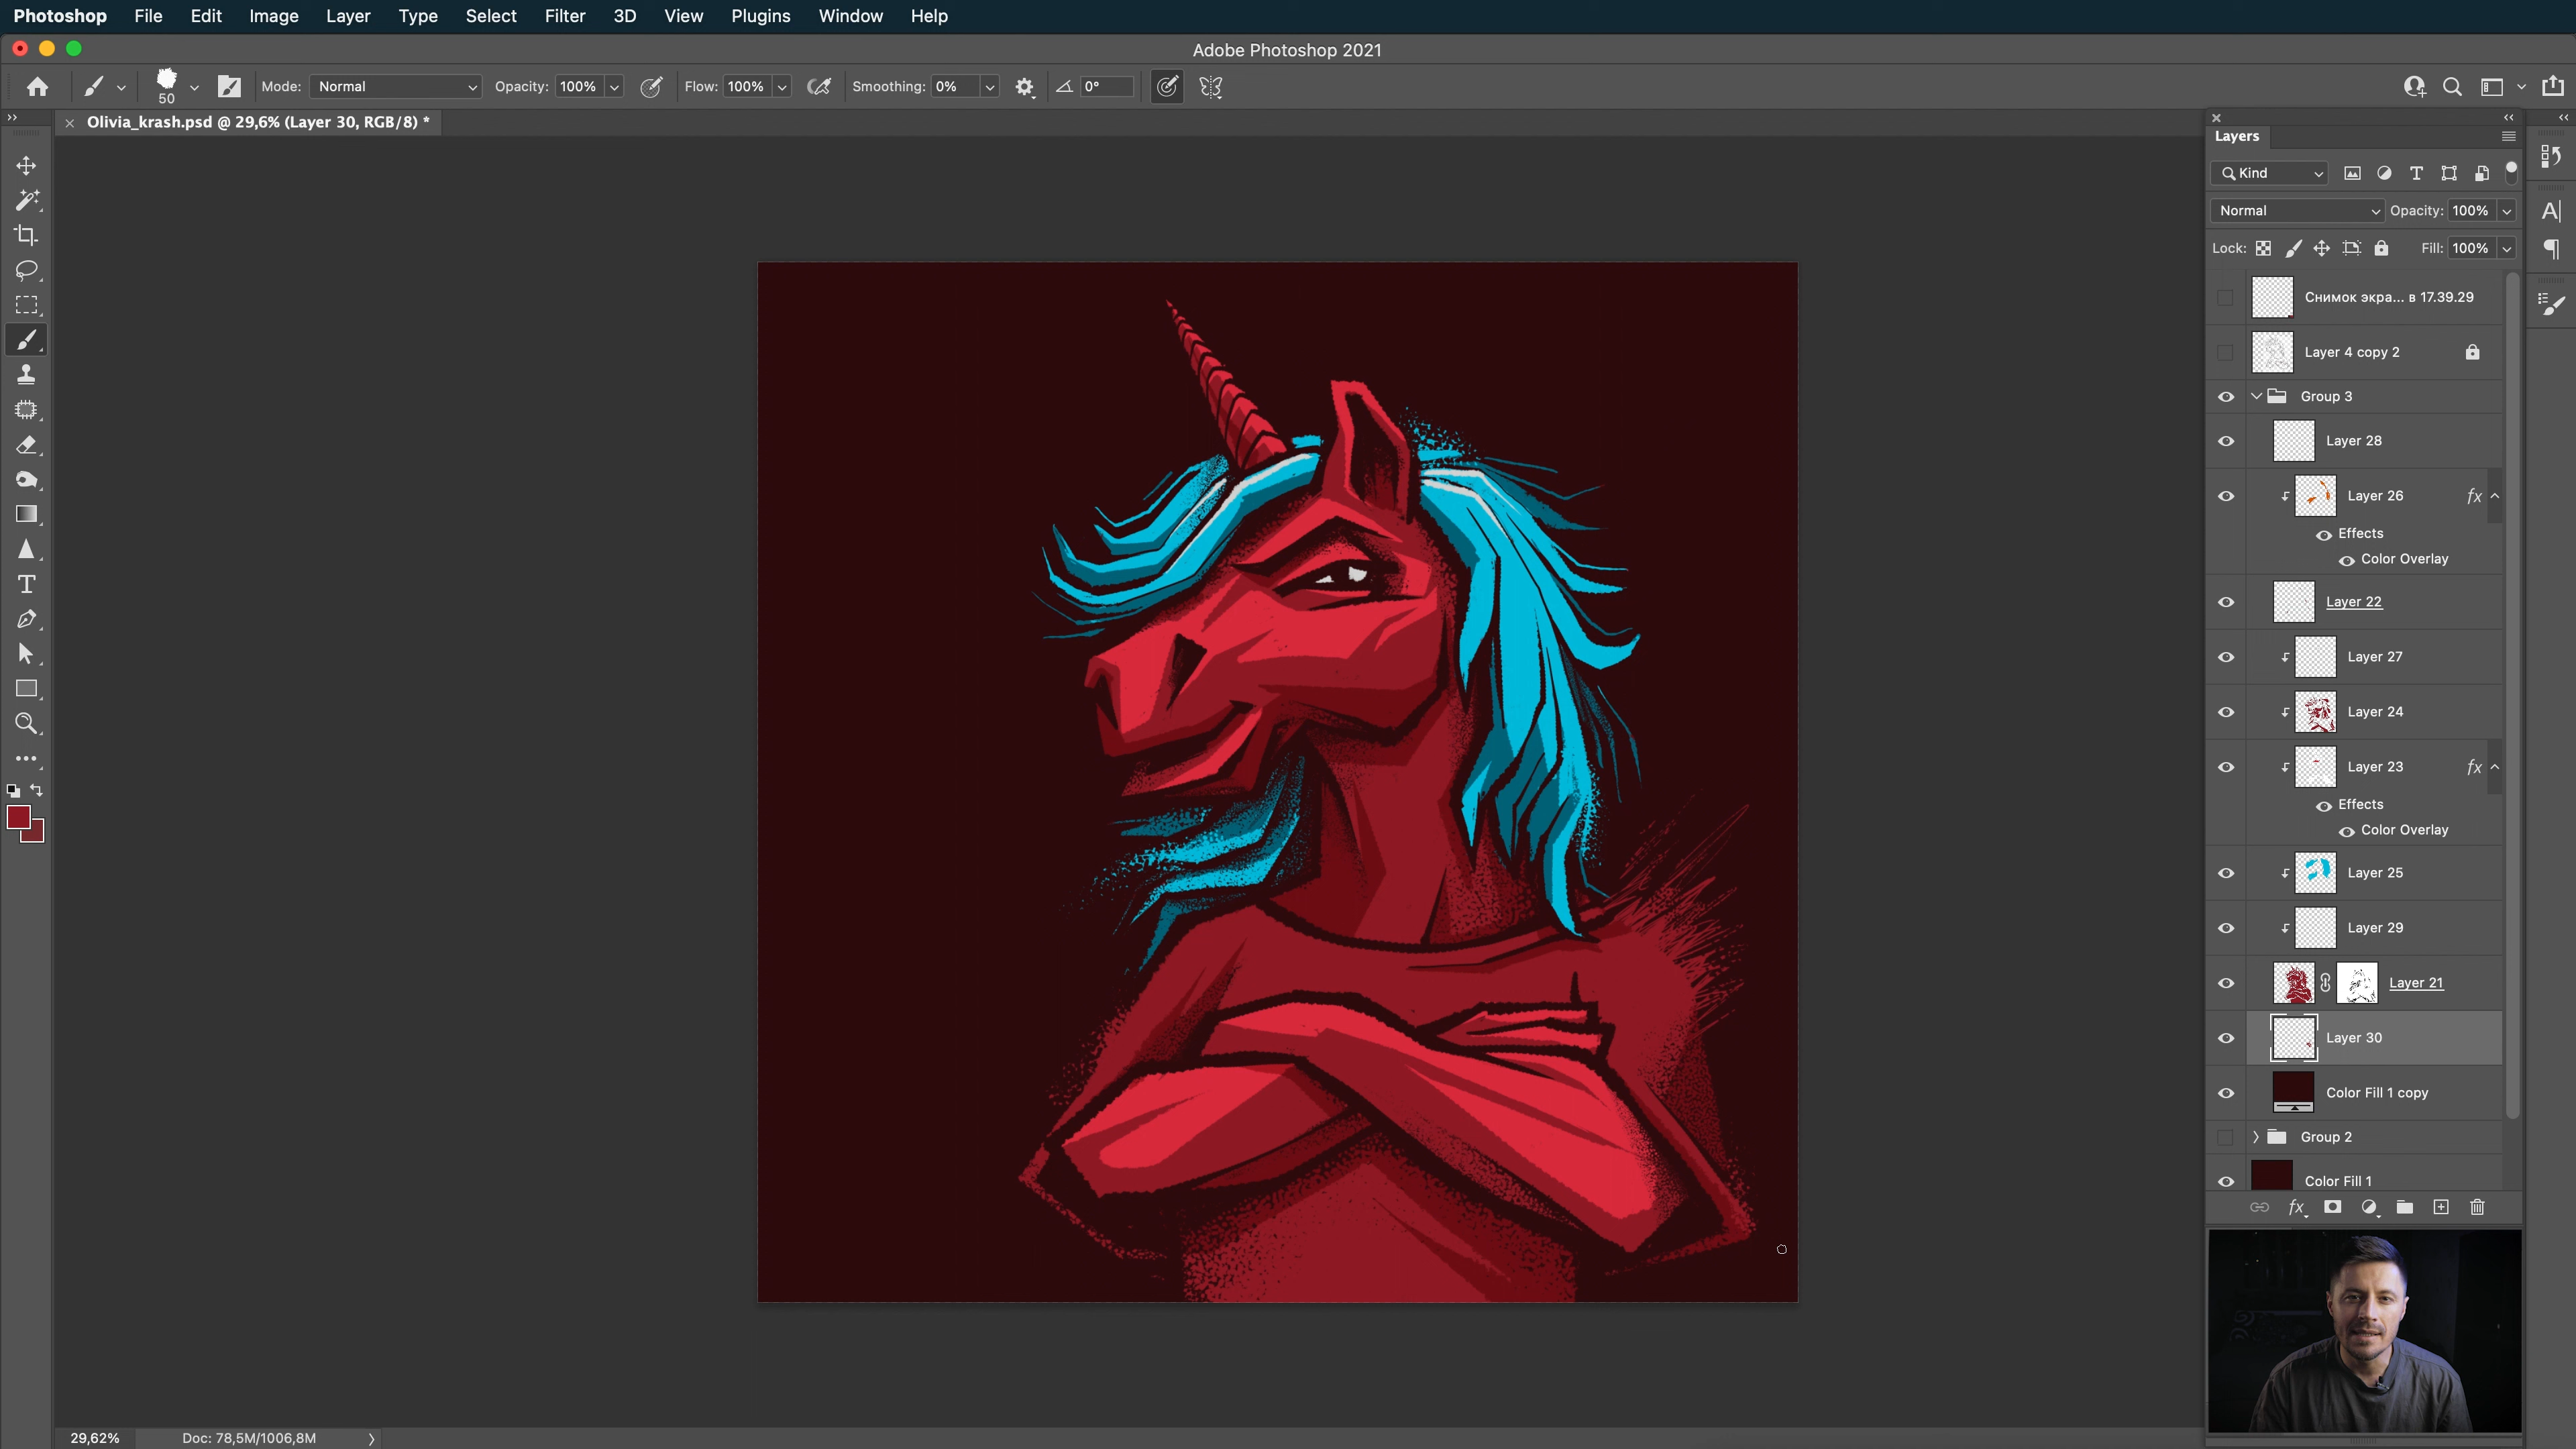 Photoshop File Edit Image Layer Type Select Filter 3D View Plugins Window Help
Adobe Photoshop 2021
50 Mode: Normal Opacity: 100% Flow: 100% Smoothing: 0% 0°
Olivia_krash.psd @ 29,6% (Layer 30, RGB/8) *
Layers
Kind
Normal Opacity: 100%
Lock: Fill: 100%
Снимок экра... в 17.39.29
Layer 4 copy 2
Group 3
Layer 28
Layer 26 fx
Effects
Color Overlay
Layer 22
Layer 27
Layer 24
Layer 23 fx
Effects
Color Overlay
Layer 25
Layer 29
Layer 21
Layer 30
Color Fill 1 copy
Group 2
Color Fill 1
fx
29,62% Doc: 78,5M/1006,8M